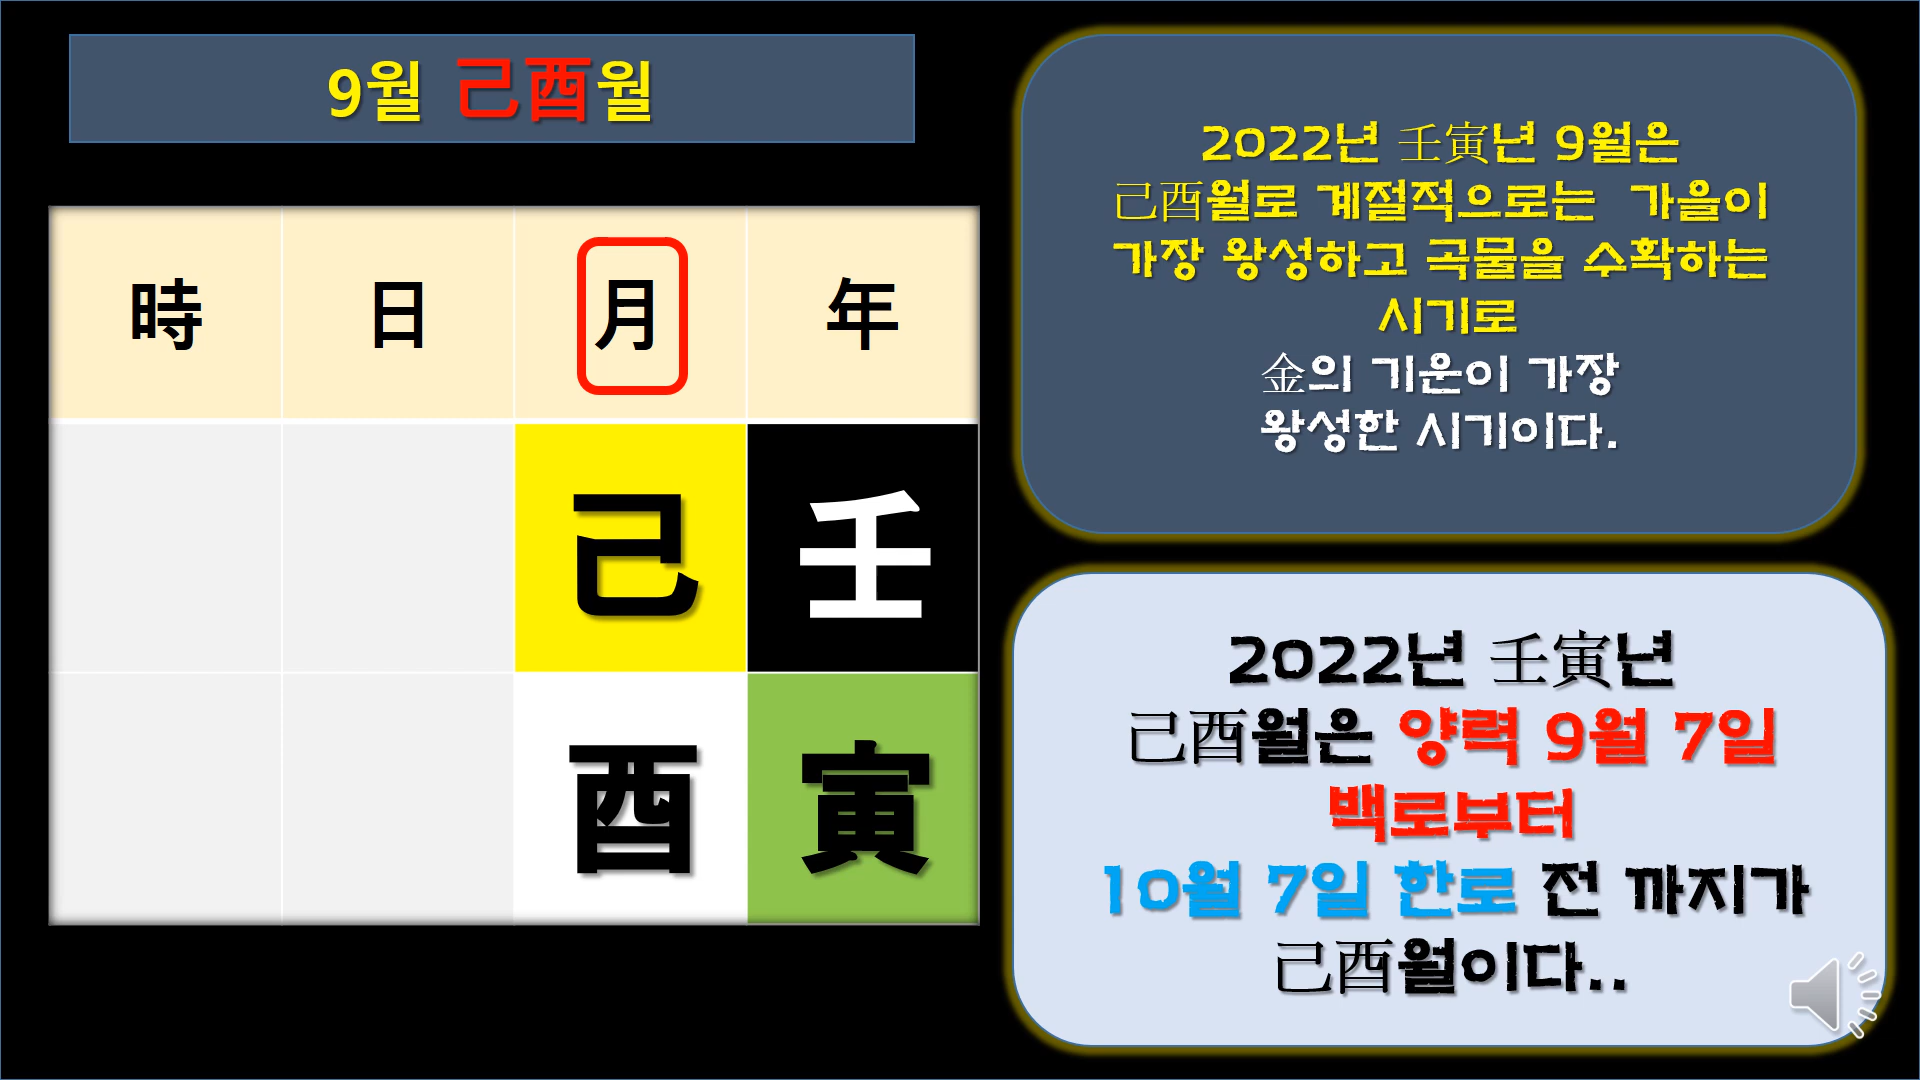 9월 己酉월
時 日 月 年
己 壬
酉 寅
2022년 壬寅년 9월은
己酉월로 계절적으로는 가을이
가장 왕성하고 곡물을 수확하는
시기로
金의 기운이 가장
왕성한 시기이다.
2022년 壬寅년
己酉월은 양력 9월 7일
백로부터
10월 7일 한로 전 까지가
己酉월이다..